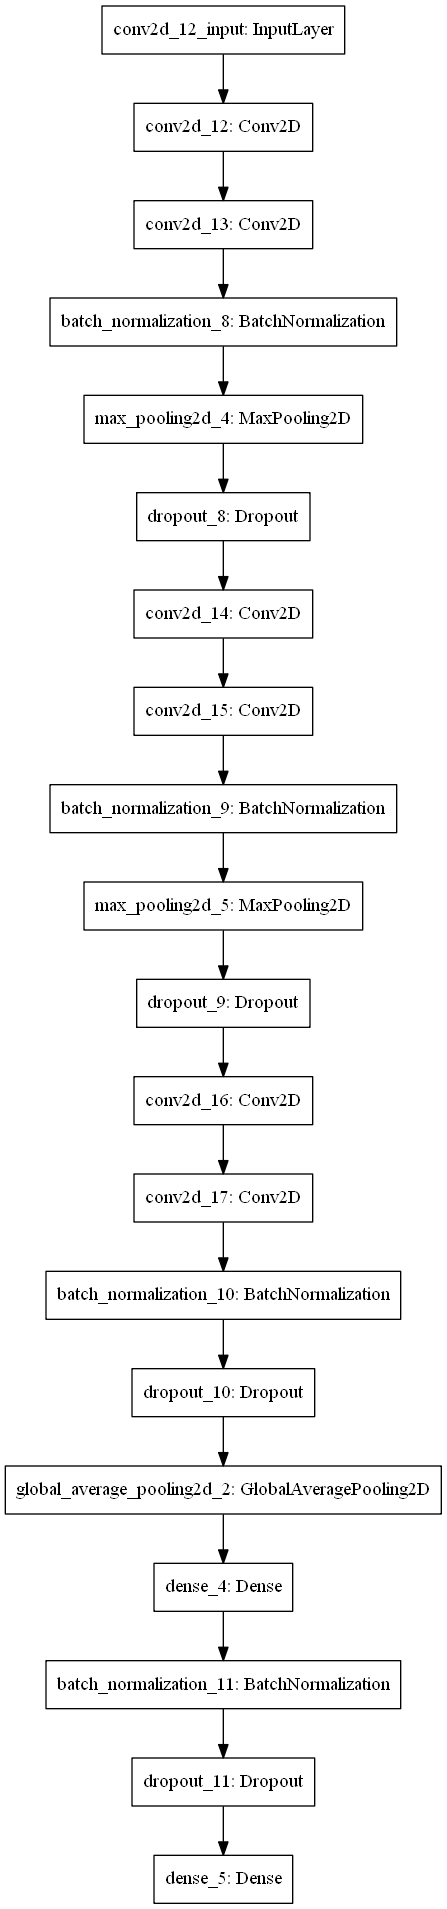 conv2d_12_input: InputLayer
conv2d_12: Conv2D
conv2d_13: Conv2D
batch_normalization_8: BatchNormalization
max_pooling2d_4: MaxPooling2D
dropout_8: Dropout
conv2d_14: Conv2D
conv2d_15: Conv2D
batch_normalization_9: BatchNormalization
max_pooling2d_5: MaxPooling2D
dropout_9: Dropout
conv2d_16: Conv2D
conv2d_17: Conv2D
batch_normalization_10: BatchNormalization
dropout_10: Dropout
global_average_pooling2d_2: GlobalAveragePooling2D
dense_4: Dense
batch_normalization_11: BatchNormalization
dropout_11: Dropout
dense_5: Dense